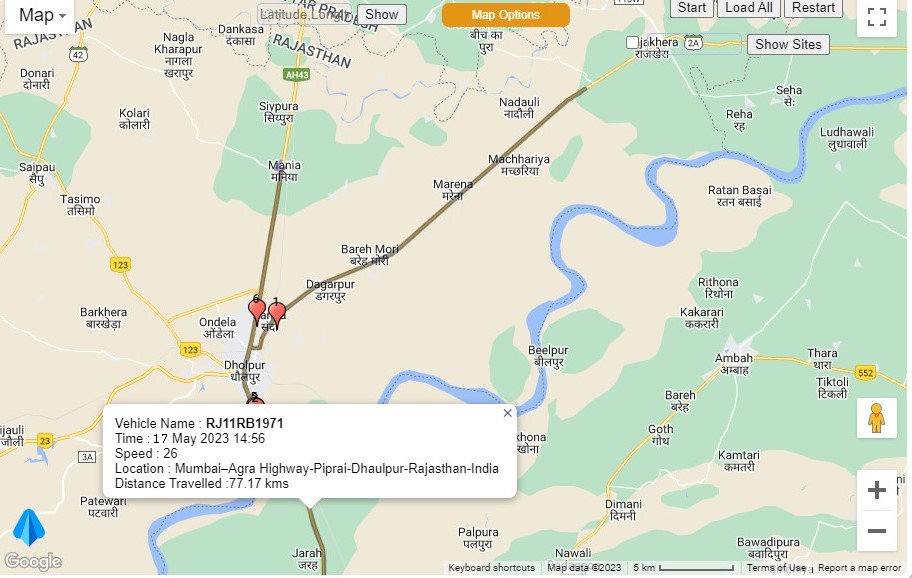 Map
Latitude,Longit
Show
Map Options
Start
Load All
Restart
Show Sites
RAJASTHAN
42
Nagla
Kharapur
नागला
खरापुर
Dankasa
दंकासा
RAJASTHAN
बीच का
पुरा
jakhera
राजखेरा
2A
Donari
दोनारी
AH43
Kolari
कोलारी
Siypura
सिय्पुरा
Nadauli
नादौली
Seha
सेः
Reha
रह
Ludhawali
लुधावाली
Saipau
सैपु
Mania
मनिया
Machhariya
मच्छरिया
Tasimo
तसिमो
Marena
मरेना
Ratan Basai
रतन बसाई
Bareh Mori
बरेह मोरी
123
Dagarpur
डगरपुर
Rithona
रिथोना
Barkhera
बारखेड़ा
Ondela
ओंडेला
6
1
Kakarari
ककरारी
123
Dholpur
धौलपुर
Beelpur
बीलपुर
Ambah
अम्बाह
Thara
थारा
552
Tiktoli
टिकली
Bareh
बरेह
2
Vehicle Name : RJ11RB1971
Time : 17 May 2023 14:56
Speed : 26
Location : Mumbai–Agra Highway-Piprai-Dhaulpur-Rajasthan-India
Distance Travelled :77.17 kms
ijauli
जौली
23
3A
khona
खोना
Goth
गोथ
Kamtari
कमतरी
Patewari
पटवारी
Dimani
दिमनी
Palpura
पलपुरा
Bawadipura
बवादिपुरा
Jarah
जरह
Nawali
Google
Keyboard shortcuts
Map data ©2023
5 km
Terms of Use
Report a map error